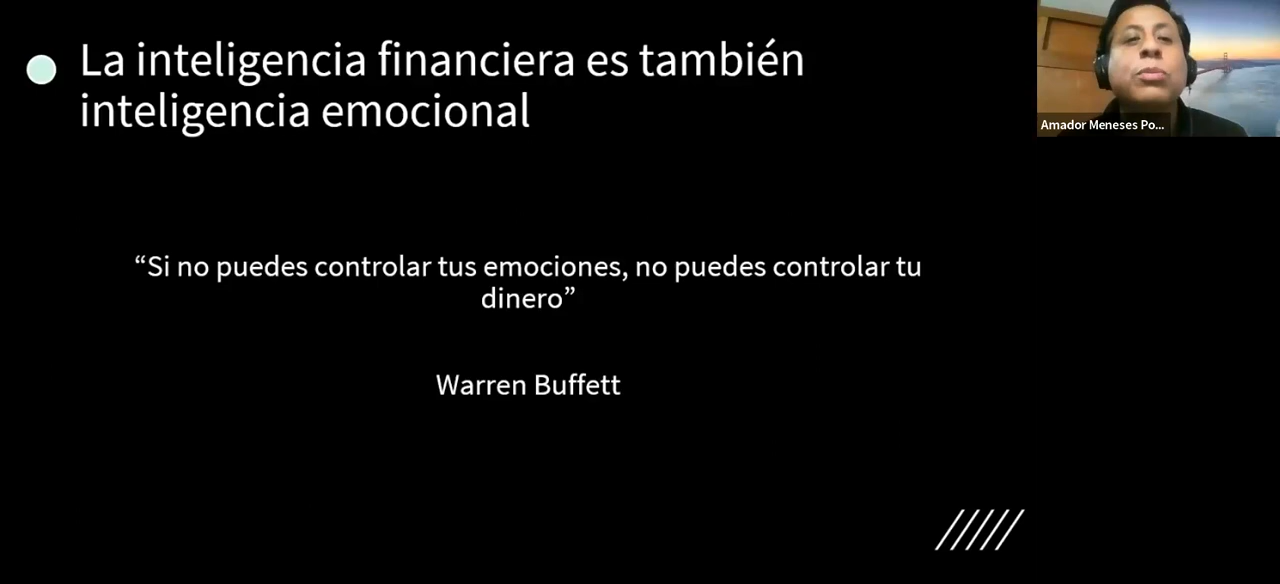 La inteligencia financiera es también
inteligencia emocional
Amador Meneses Po...
“Si no puedes controlar tus emociones, no puedes controlar tu
dinero”
Warren Buffett